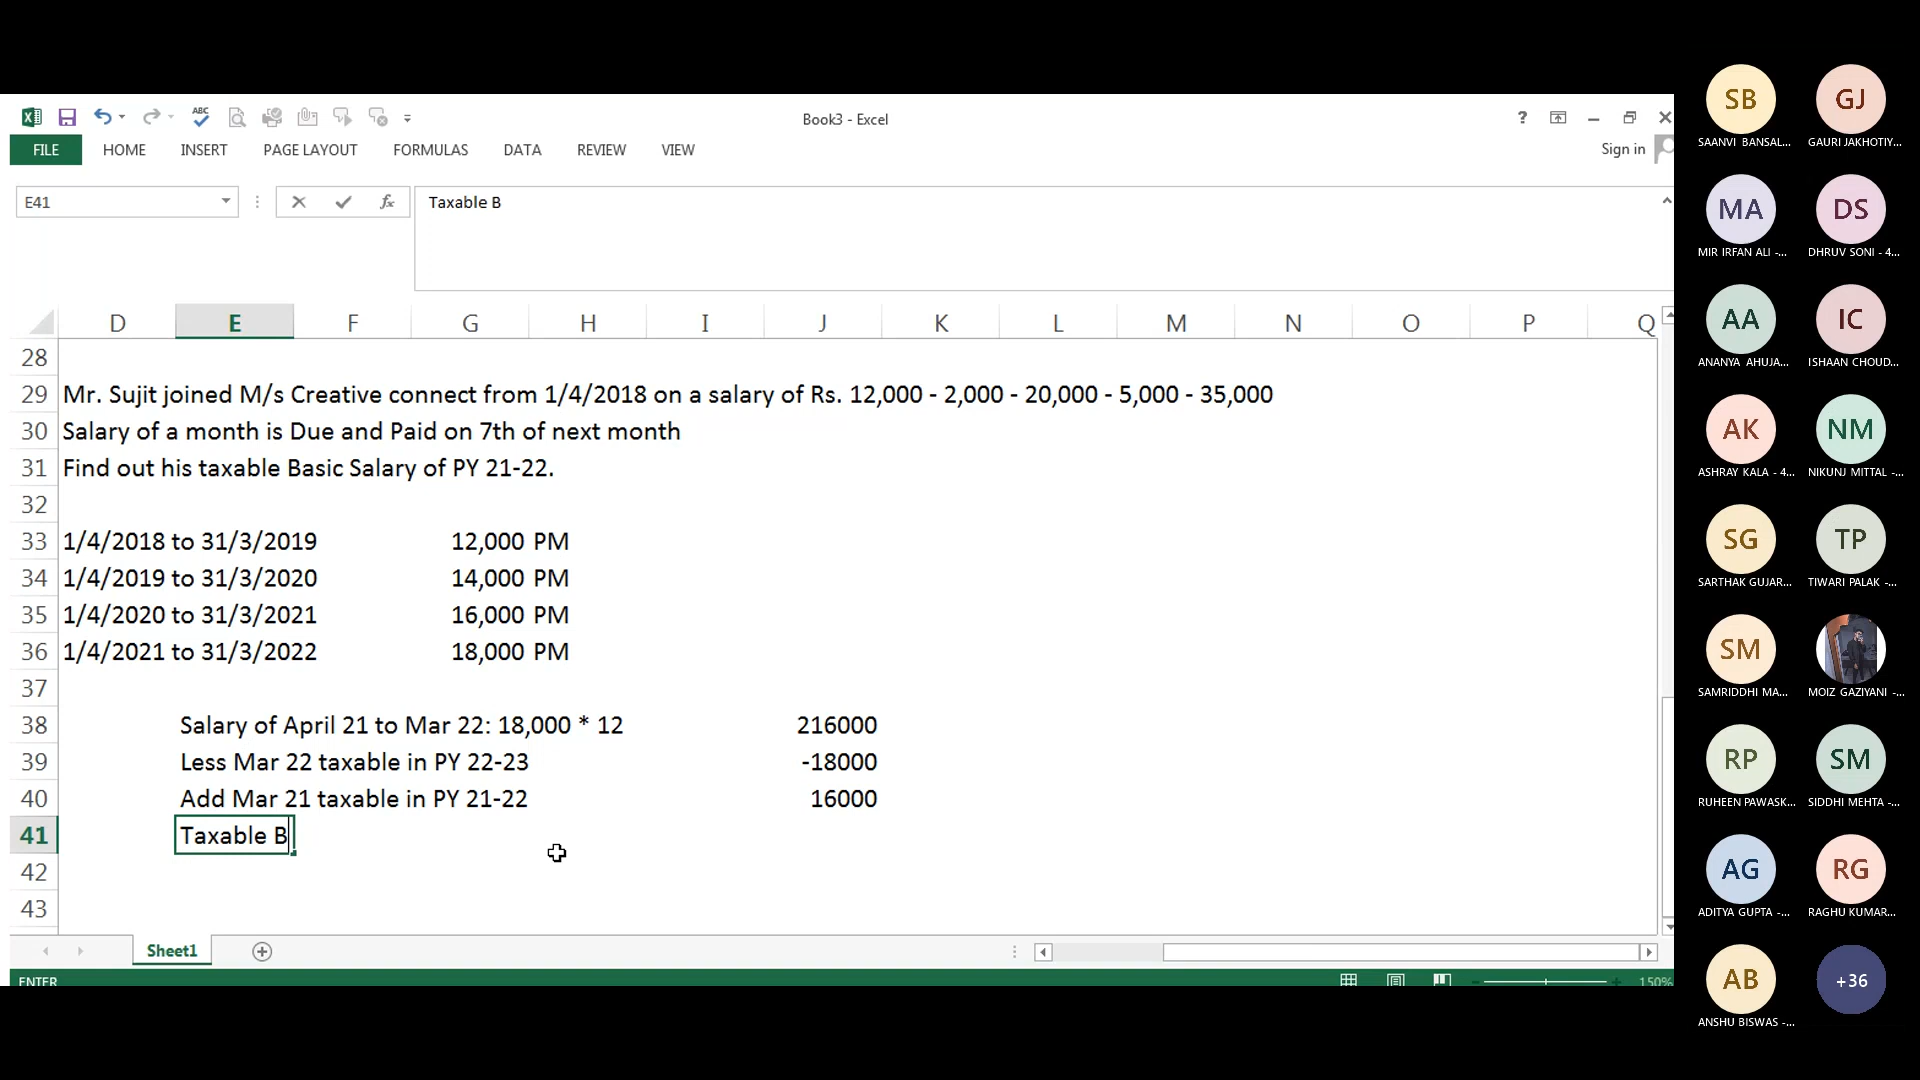 Book3 - Excel
FILE HOME INSERT PAGE LAYOUT FORMULAS DATA REVIEW VIEW
Sign in
E41
Taxable B
D E F G H I J K L M N O P Q
28
29 Mr. Sujit joined M/s Creative connect from 1/4/2018 on a salary of Rs. 12,000 - 2,000 - 20,000 - 5,000 - 35,000
30 Salary of a month is Due and Paid on 7th of next month
31 Find out his taxable Basic Salary of PY 21-22.
32
33 1/4/2018 to 31/3/2019 12,000 PM
34 1/4/2019 to 31/3/2020 14,000 PM
35 1/4/2020 to 31/3/2021 16,000 PM
36 1/4/2021 to 31/3/2022 18,000 PM
37
38 Salary of April 21 to Mar 22: 18,000 * 12 216000
39 Less Mar 22 taxable in PY 22-23 -18000
40 Add Mar 21 taxable in PY 21-22 16000
41 Taxable B
42
43
Sheet1
ENTER 150%
SB GJ
SAANVI BANSAL... GAURI JAKHOTIY...
MA DS
MIR IRFAN ALI -... DHRUV SONI - 4...
AA IC
ANANYA AHUJA... ISHAAN CHOUD...
AK NM
ASHRAY KALA - 4... NIKUNJ MITTAL -...
SG TP
SARTHAK GUJAR... TIWARI PALAK -...
SM
SAMRIDDHI MA... MOIZ GAZIYANI -...
RP SM
RUHEEN PAWASK... SIDDHI MEHTA -...
AG RG
ADITYA GUPTA -... RAGHU KUMAR...
AB +36
ANSHU BISWAS -...